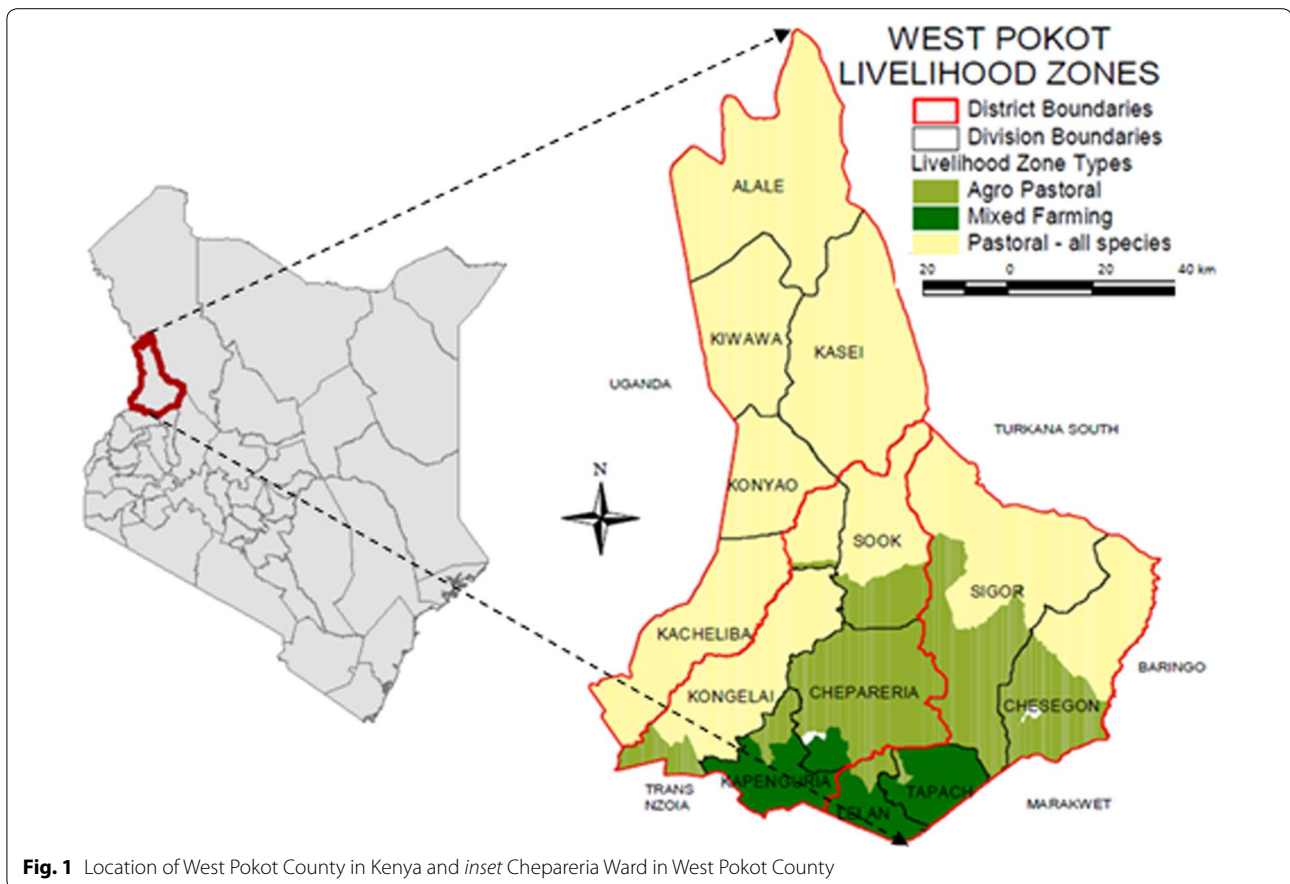 WEST POKOT
LIVELIHOOD ZONES
District Boundaries
Division Boundaries
Livelihood Zone Types
Agro Pastoral
Mixed Farming
Pastoral - all species
20 0 20 40 km
ALALE
KIWAWA
KASEI
UGANDA
TURKANA SOUTH
N
KONYAO
SOOK
SIGOR
KACHELIBA
BARINGO
KONGELAI
CHEPARERIA
CHESEGON
TRANS
NZOIA
KAPENGURIA
TAPACH
LELAN
MARAKWET
Fig. 1 Location of West Pokot County in Kenya and inset Chepareria Ward in West Pokot County